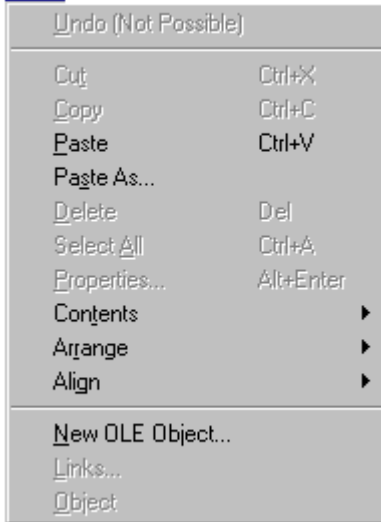 Undo (Not Possible)
Cut Ctrl+X
Copy Ctrl+C
Paste Ctrl+V
Paste As...
Delete Del
Select All Ctrl+A
Properties... Alt+Enter
Contents
Arrange
Align
New OLE Object...
Links...
Object